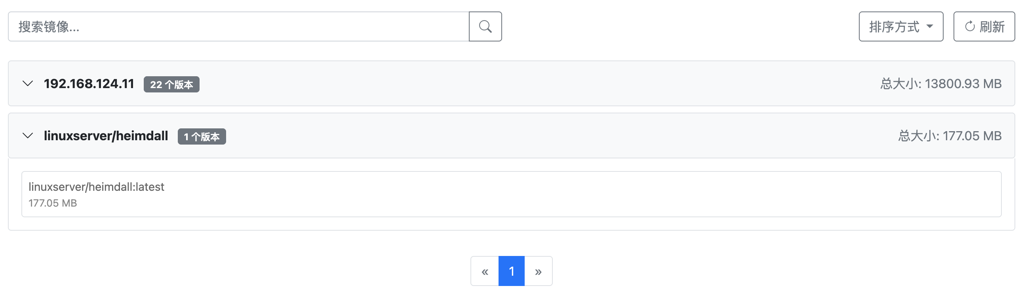 搜索镜像...
排序方式
刷新
192.168.124.11 22 个版本 总大小: 13800.93 MB
linuxserver/heimdall 1 个版本 总大小: 177.05 MB
linuxserver/heimdall:latest
177.05 MB
« 1 »